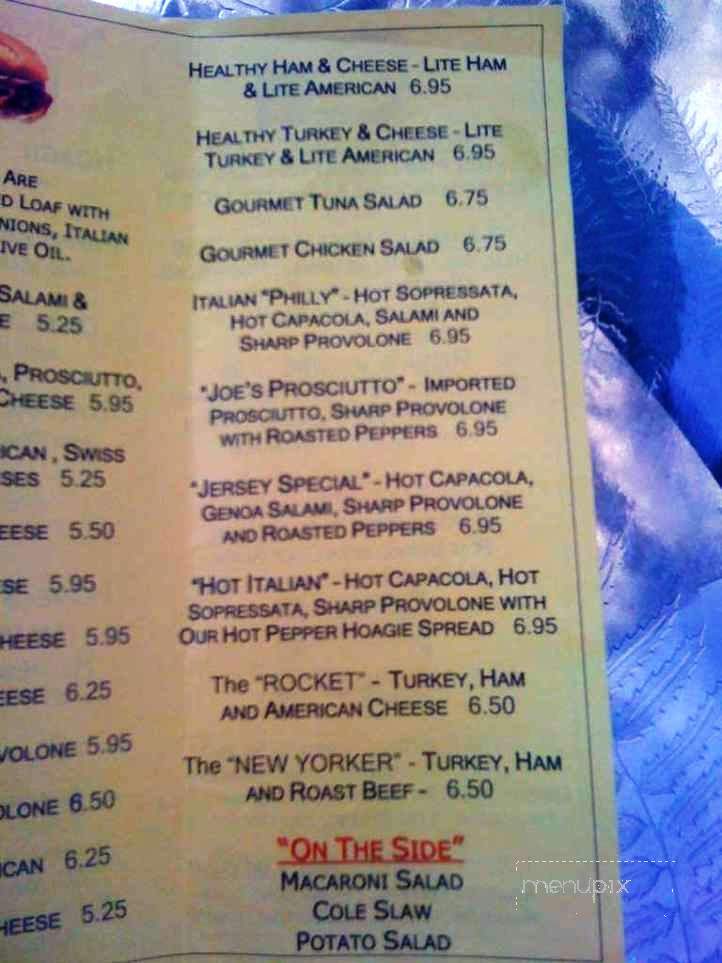 ARE
D LOAF WITH
NIONS, ITALIAN
IVE OIL.
SALAMI &
E 5.25
, PROSCIUTTO,
CHEESE 5.95
ICAN , SWISS
SES 5.25
EESE 5.50
SE 5.95
HEESE 5.95
EESE 6.25
VOLONE 5.95
OLONE 6.50
ICAN 6.25
HEESE 5.25
HEALTHY HAM & CHEESE - LITE HAM
& LITE AMERICAN 6.95
HEALTHY TURKEY & CHEESE - LITE
TURKEY & LITE AMERICAN 6.95
GOURMET TUNA SALAD 6.75
GOURMET CHICKEN SALAD 6.75
ITALIAN "PHILLY" - HOT SOPRESSATA,
HOT CAPACOLA, SALAMI AND
SHARP PROVOLONE 6.95
"JOE'S PROSCIUTTO" - IMPORTED
PROSCIUTTO, SHARP PROVOLONE
WITH ROASTED PEPPERS 6.95
"JERSEY SPECIAL" - HOT CAPACOLA,
GENOA SALAMI, SHARP PROVOLONE
AND ROASTED PEPPERS 6.95
"HOT ITALIAN" - HOT CAPACOLA, HOT
SOPRESSATA, SHARP PROVOLONE WITH
OUR HOT PEPPER HOAGIE SPREAD 6.95
The "ROCKET" - TURKEY, HAM
AND AMERICAN CHEESE 6.50
The "NEW YORKER" - TURKEY, HAM
AND ROAST BEEF - 6.50
"ON THE SIDE"
MACARONI SALAD
COLE SLAW
POTATO SALAD
menupix